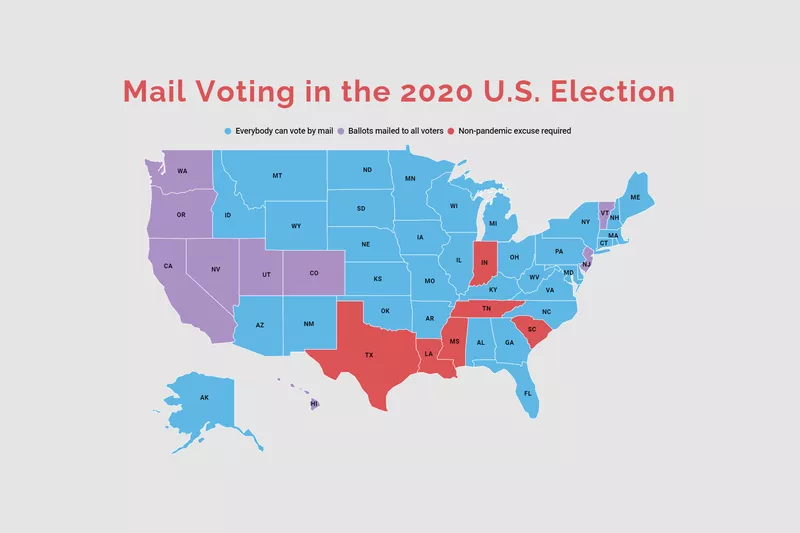 Mail Voting in the 2020 U.S. Election
Everybody can vote by mail Ballots mailed to all voters Non-pandemic excuse required
WA
MT
ND
MN
ME
VT
NH
OR
ID
SD
WI
MI
NY
MA
WY
CT
IA
NE
PA
OH
NJ
CA
NV
UT
CO
IL
IN
MD
WV
KS
MO
KY
VA
TN
NC
OK
AR
AZ
NM
SC
MS
AL
GA
LA
TX
FL
AK
HI